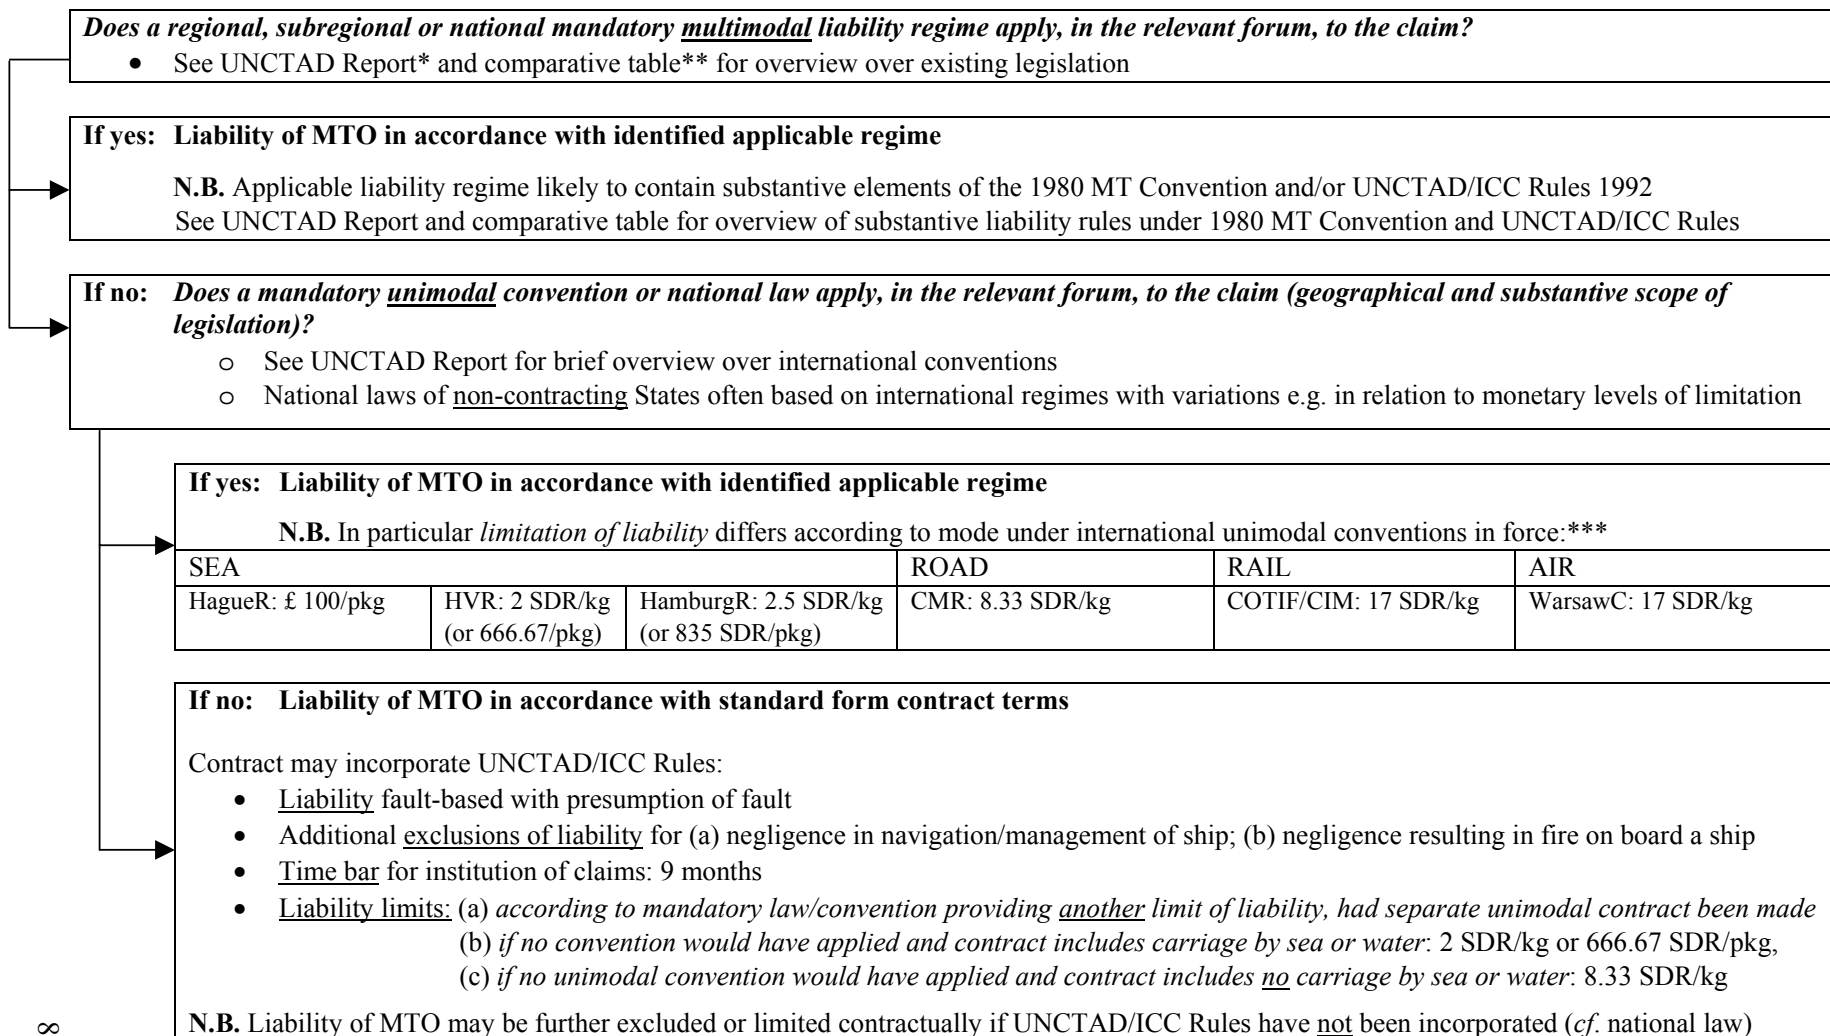 Does a regional, subregional or national mandatory multimodal liability regime apply, in the relevant forum, to the claim?
• See UNCTAD Report* and comparative table** for overview over existing legislation
If yes: Liability of MTO in accordance with identified applicable regime
N.B. Applicable liability regime likely to contain substantive elements of the 1980 MT Convention and/or UNCTAD/ICC Rules 1992
See UNCTAD Report and comparative table for overview of substantive liability rules under 1980 MT Convention and UNCTAD/ICC Rules
If no: Does a mandatory unimodal convention or national law apply, in the relevant forum, to the claim (geographical and substantive scope of
legislation)?
o See UNCTAD Report for brief overview over international conventions
o National laws of non-contracting States often based on international regimes with variations e.g. in relation to monetary levels of limitation
If yes: Liability of MTO in accordance with identified applicable regime
N.B. In particular limitation of liability differs according to mode under international unimodal conventions in force:***
SEA ROAD RAIL AIR
HagueR: £ 100/pkg HVR: 2 SDR/kg HamburgR: 2.5 SDR/kg CMR: 8.33 SDR/kg COTIF/CIM: 17 SDR/kg WarsawC: 17 SDR/kg
(or 666.67/pkg) (or 835 SDR/pkg)
If no: Liability of MTO in accordance with standard form contract terms
Contract may incorporate UNCTAD/ICC Rules:
• Liability fault-based with presumption of fault
• Additional exclusions of liability for (a) negligence in navigation/management of ship; (b) negligence resulting in fire on board a ship
• Time bar for institution of claims: 9 months
• Liability limits: (a) according to mandatory law/convention providing another limit of liability, had separate unimodal contract been made
(b) if no convention would have applied and contract includes carriage by sea or water: 2 SDR/kg or 666.67 SDR/pkg,
(c) if no unimodal convention would have applied and contract includes no carriage by sea or water: 8.33 SDR/kg
N.B. Liability of MTO may be further excluded or limited contractually if UNCTAD/ICC Rules have not been incorporated (cf. national law)
8